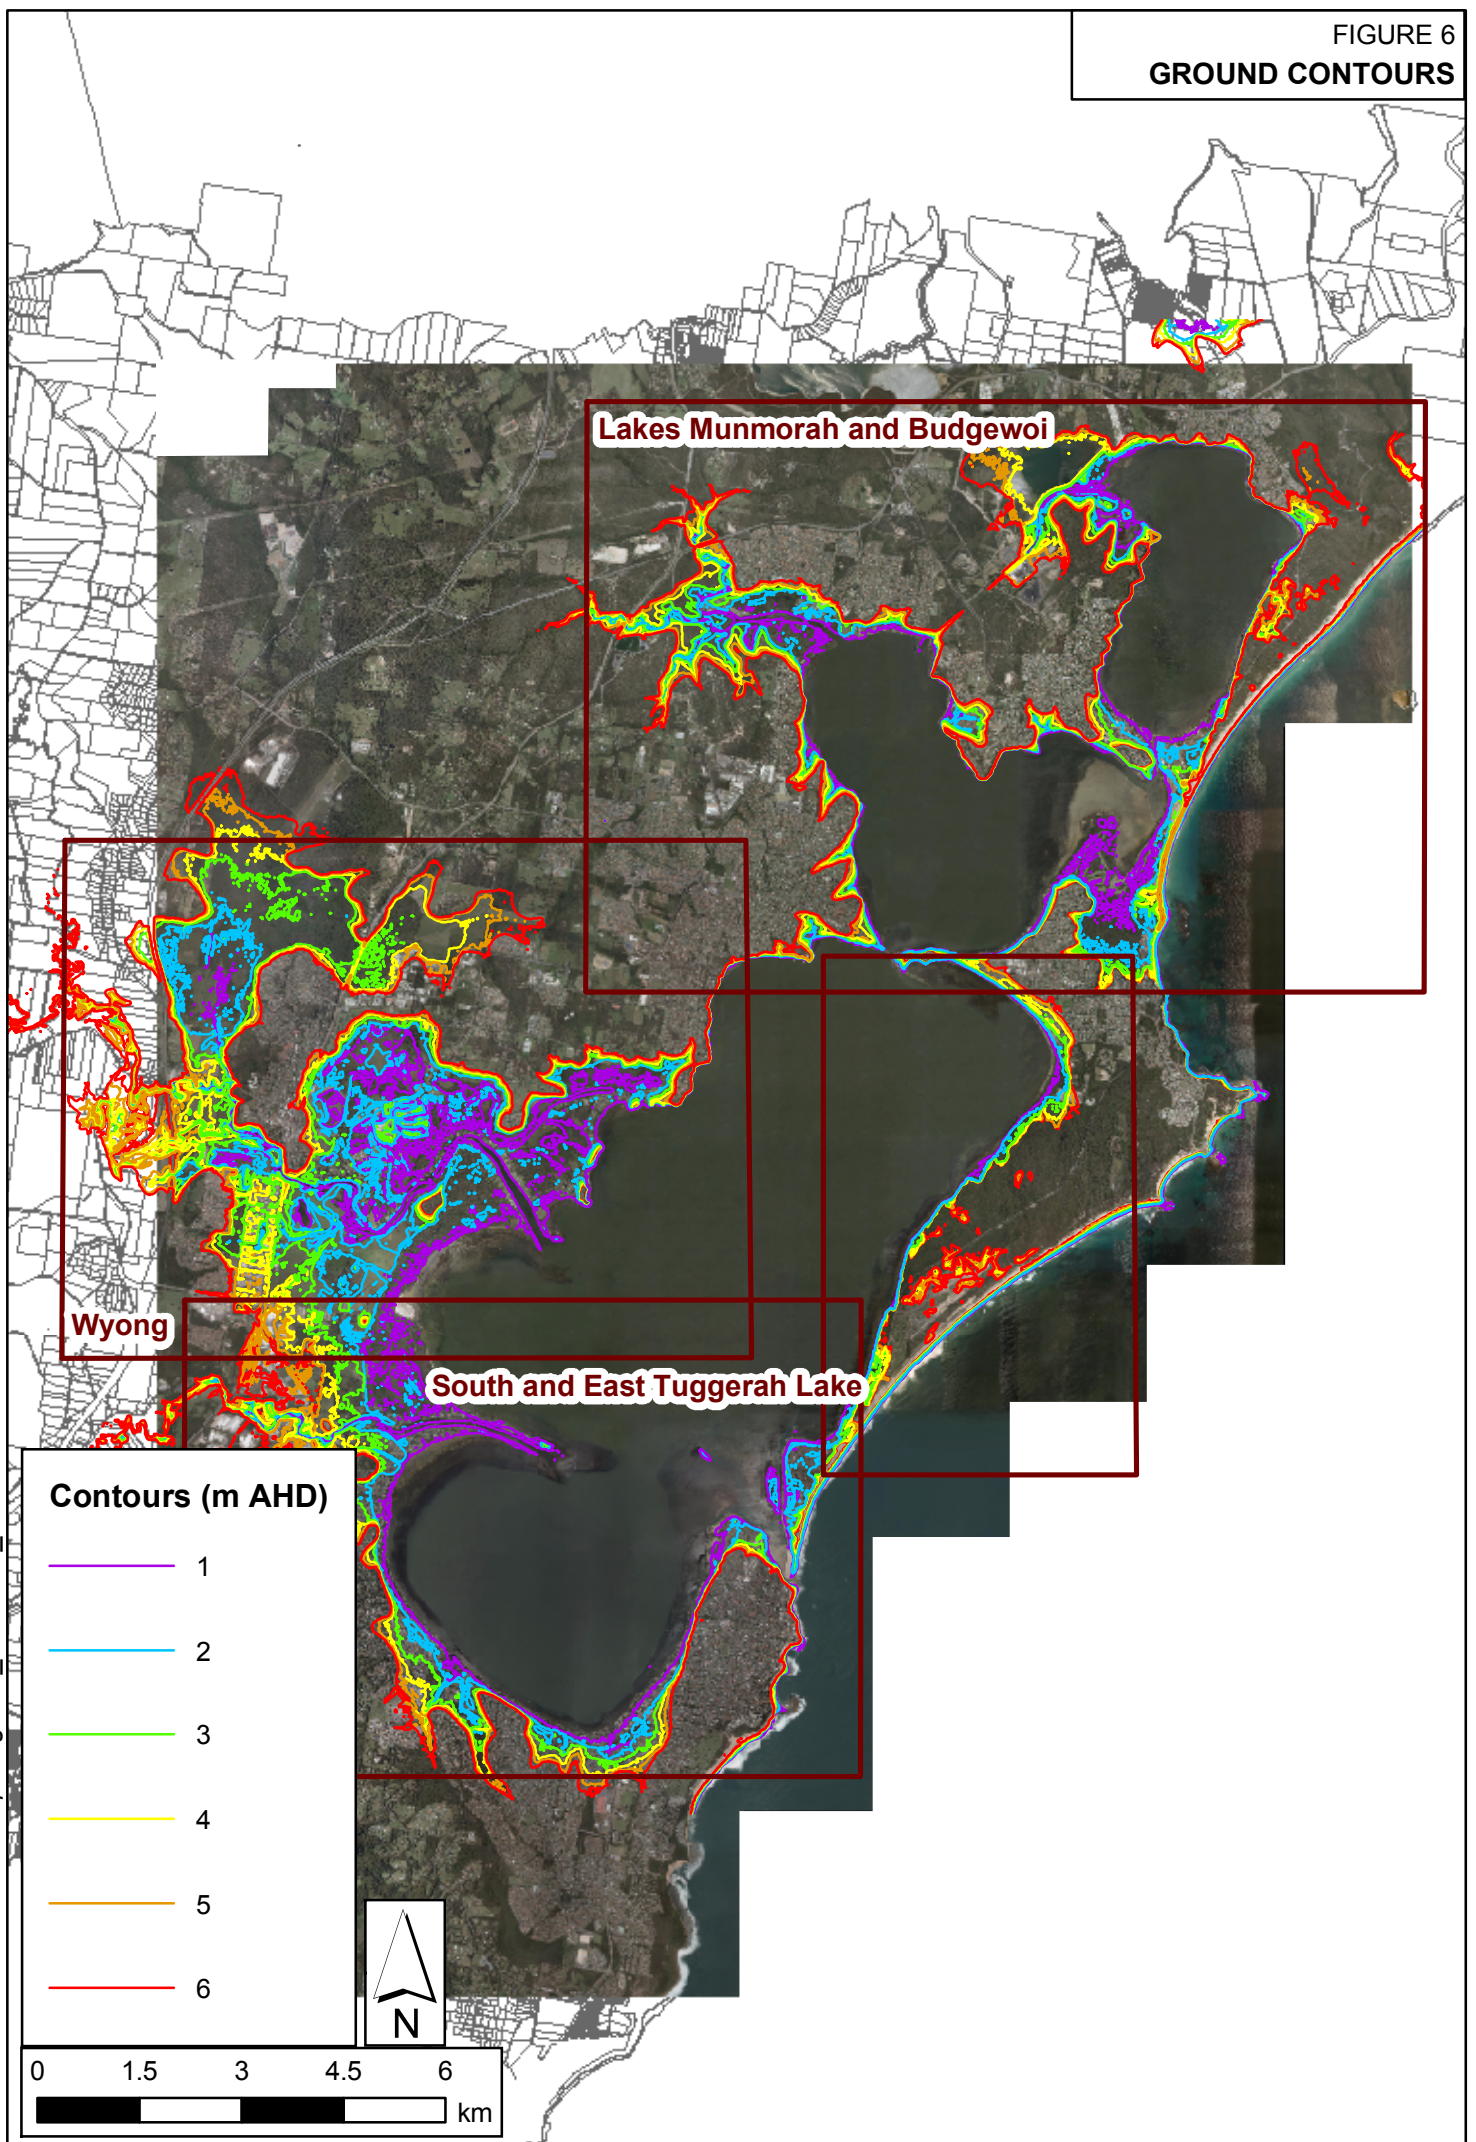 FIGURE 6
GROUND CONTOURS
Lakes Munmorah and Budgewoi
Wyong
South and East Tuggerah Lake
Contours (m AHD)
1
2
3
4
5
6
N
0 1.5 3 4.5 6
km